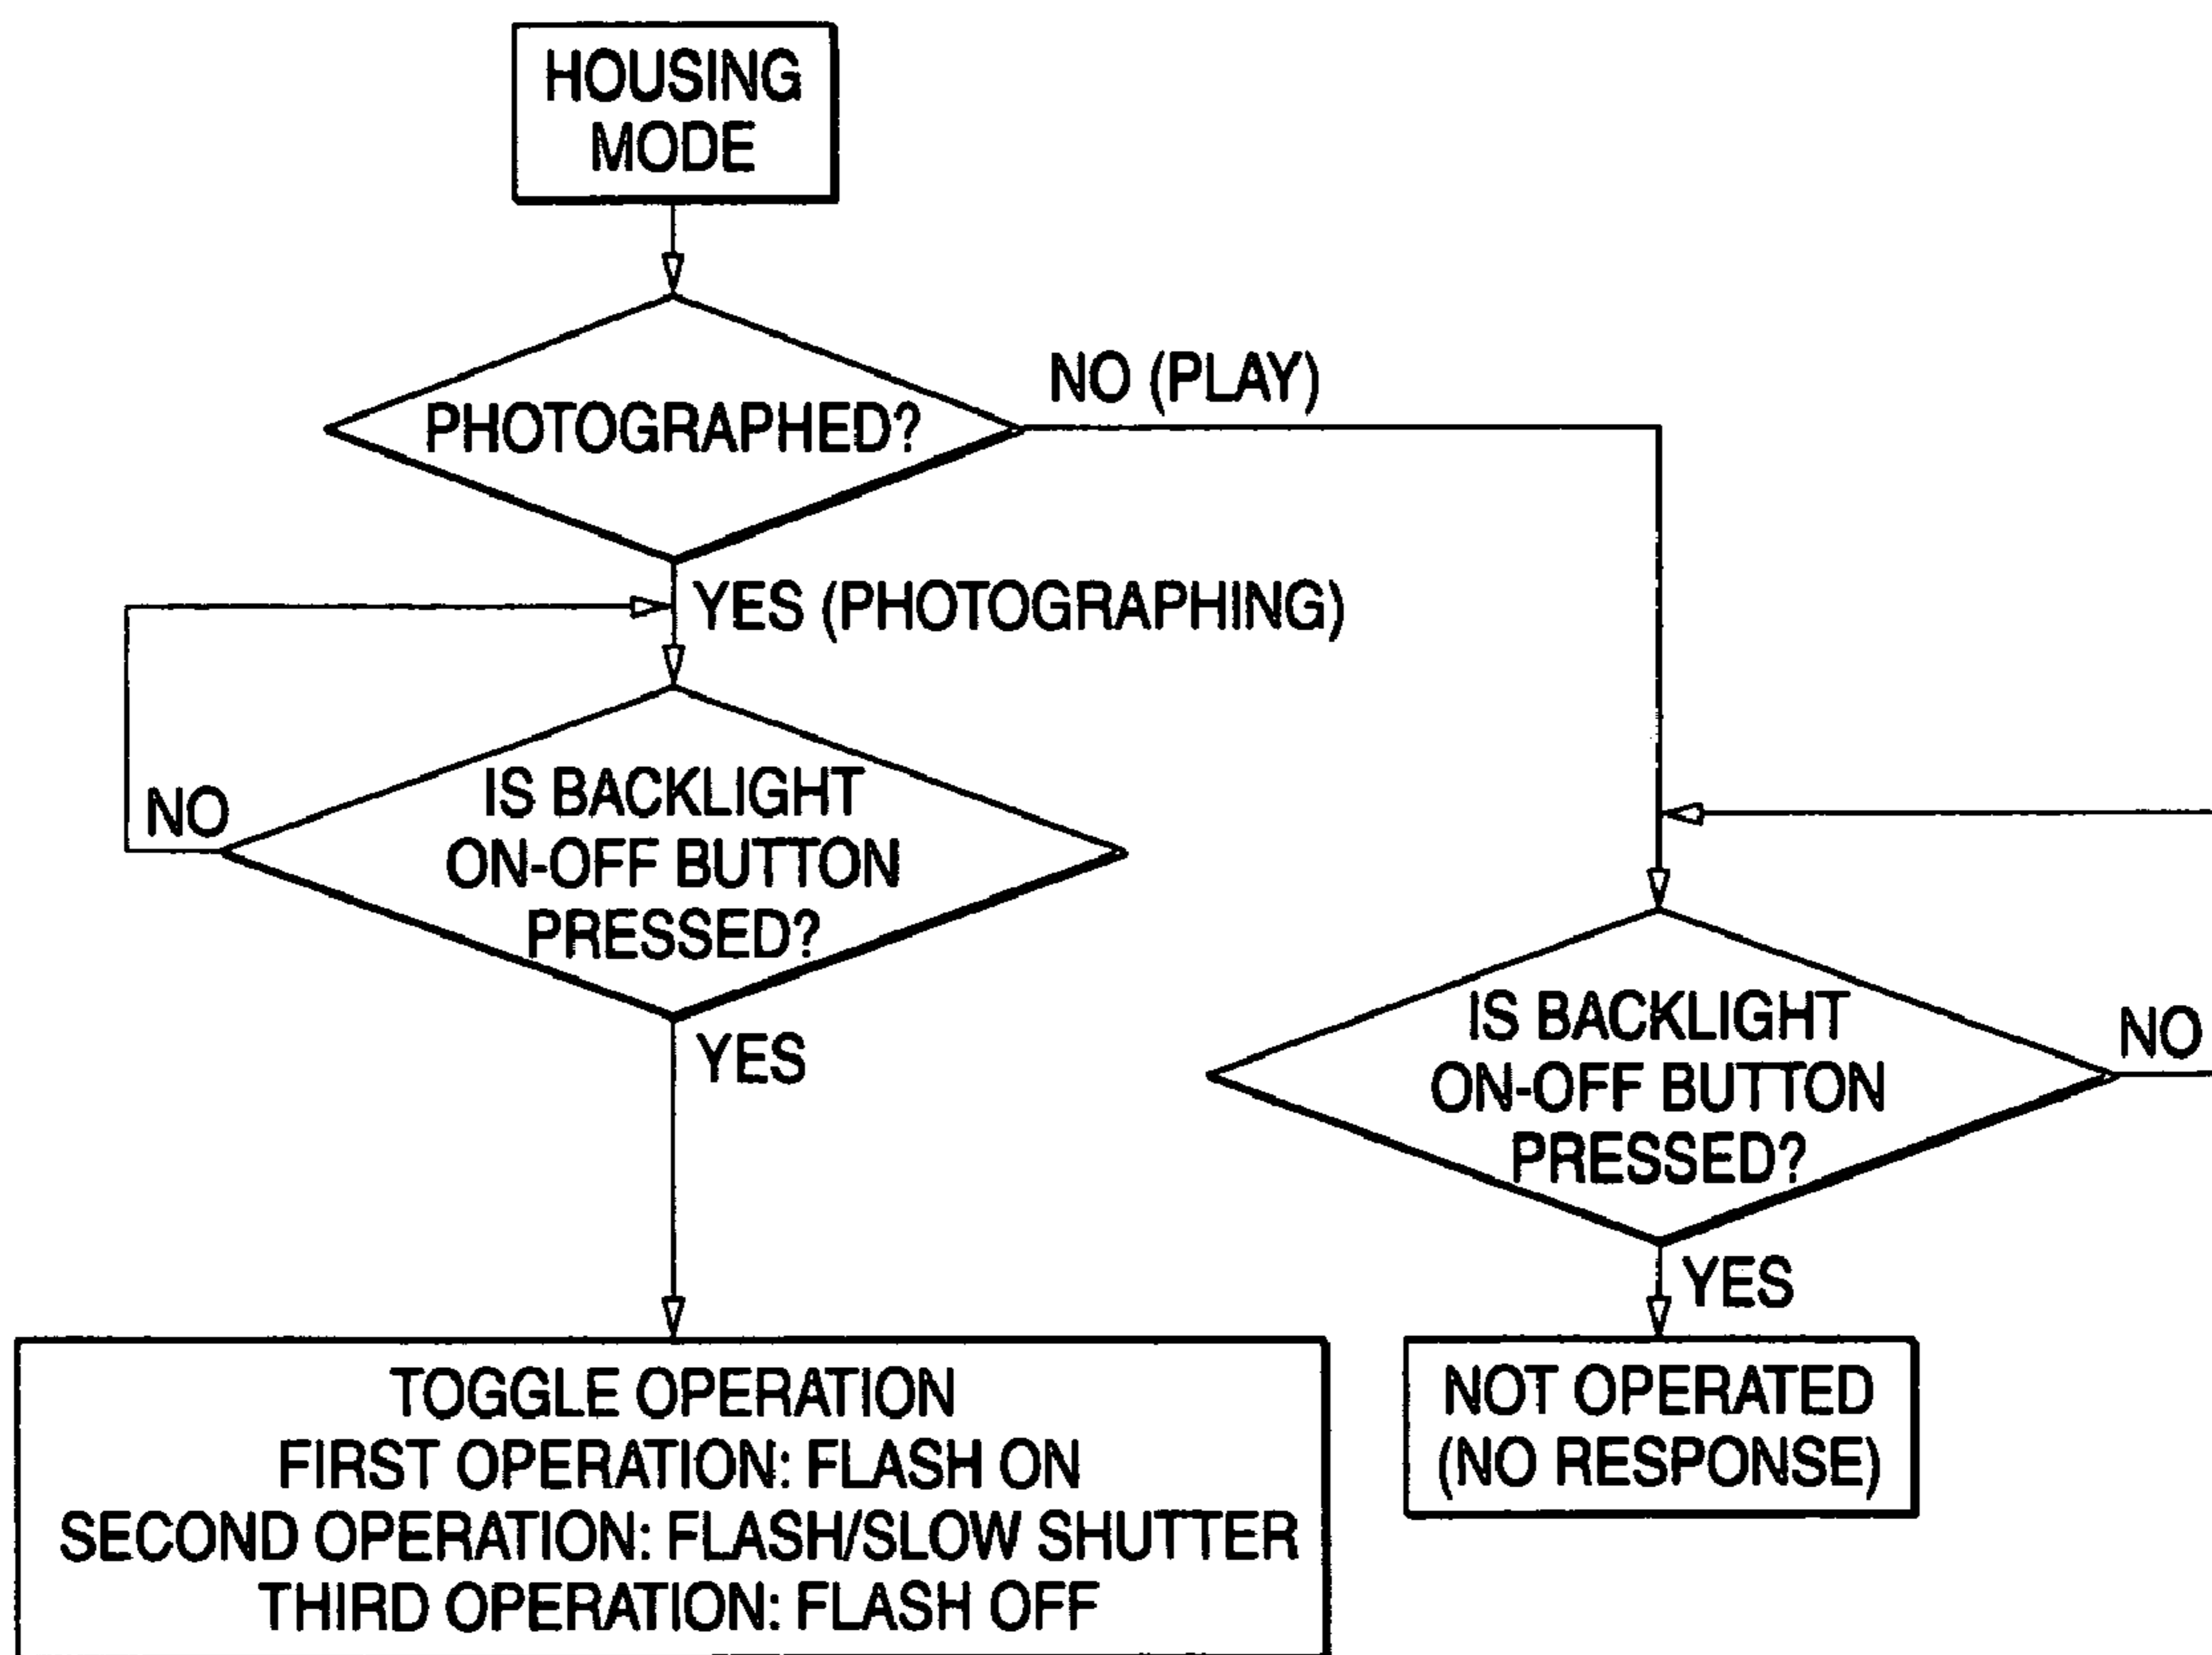 HOUSING
MODE
PHOTOGRAPHED?
NO (PLAY)
YES (PHOTOGRAPHING)
IS BACKLIGHT
ON-OFF BUTTON
PRESSED?
NO
YES
IS BACKLIGHT
ON-OFF BUTTON
PRESSED?
NO
YES
TOGGLE OPERATION
FIRST OPERATION: FLASH ON
SECOND OPERATION: FLASH/SLOW SHUTTER
THIRD OPERATION: FLASH OFF
NOT OPERATED
(NO RESPONSE)